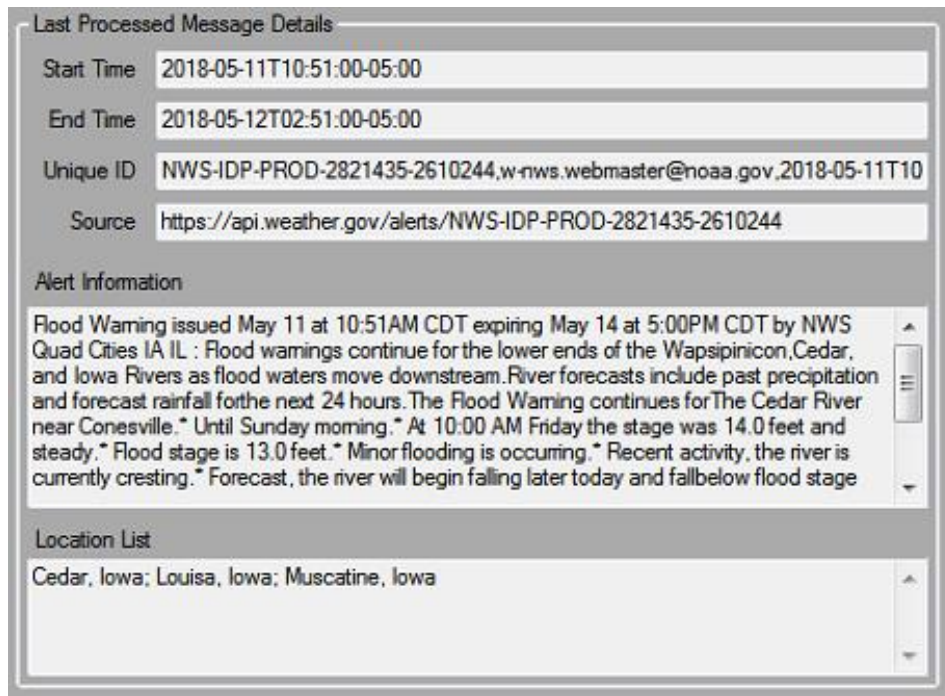 Last Processed Message Details
Start Time 2018-05-11T10:51:00-05:00
End Time 2018-05-12T02:51:00-05:00
Unique ID NWS-IDP-PROD-2821435-2610244,w-nws.webmaster@noaa.gov,2018-05-11T10
Source https://api.weather.gov/alerts/NWS-IDP-PROD-2821435-2610244
Alert Information
Flood Warning issued May 11 at 10:51AM CDT expiring May 14 at 5:00PM CDT by NWS
Quad Cities IA IL : Flood warnings continue for the lower ends of the Wapsipinicon,Cedar,
and Iowa Rivers as flood waters move downstream.River forecasts include past precipitation
and forecast rainfall forthe next 24 hours.The Flood Warning continues forThe Cedar River
near Conesville.* Until Sunday morning.* At 10:00 AM Friday the stage was 14.0 feet and
steady.* Flood stage is 13.0 feet.* Minor flooding is occurring.* Recent activity, the river is
currently cresting.* Forecast, the river will begin falling later today and fallbelow flood stage
Location List
Cedar, Iowa; Louisa, Iowa; Muscatine, Iowa